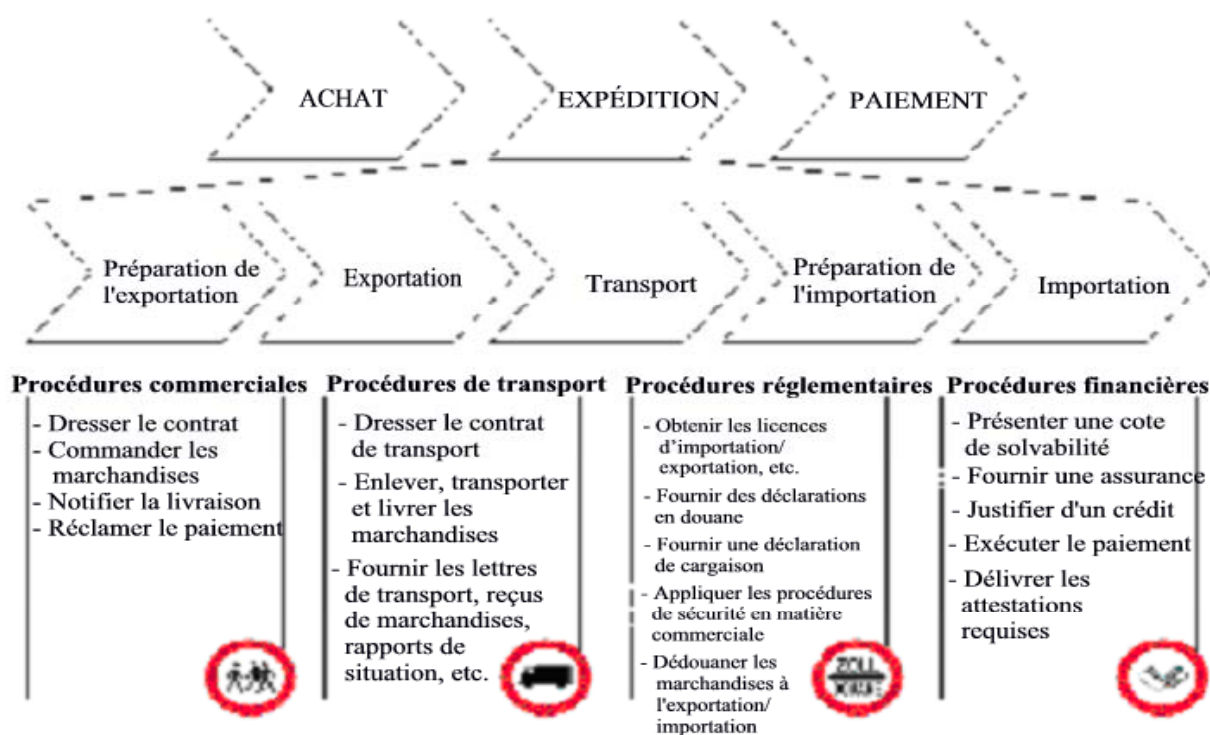 ACHAT
EXPÉDITION
PAIEMENT
Préparation de
l'exportation
Exportation
Transport
Préparation de
l'importation
Importation
Procédures commerciales
- Dresser le contrat
- Commander les
marchandises
- Notifier la livraison
- Réclamer le paiement
Procédures de transport
- Dresser le contrat
de transport
- Enlever, transporter
et livrer les
marchandises
- Fournir les lettres
de transport, reçus
de marchandises,
rapports de
situation, etc.
Procédures réglementaires
- Obtenir les licences
d’importation/
exportation, etc.
- Fournir des déclarations
en douane
- Fournir une déclaration
de cargaison
- Appliquer les procédures
de sécurité en matière
commerciale
- Dédouaner les
marchandises à
l'exportation/
importation
ZOLL
Procédures financières
- Présenter une cote
de solvabilité
- Fournir une assurance
- Justifier d'un crédit
- Exécuter le paiement
- Délivrer les
attestations
requises